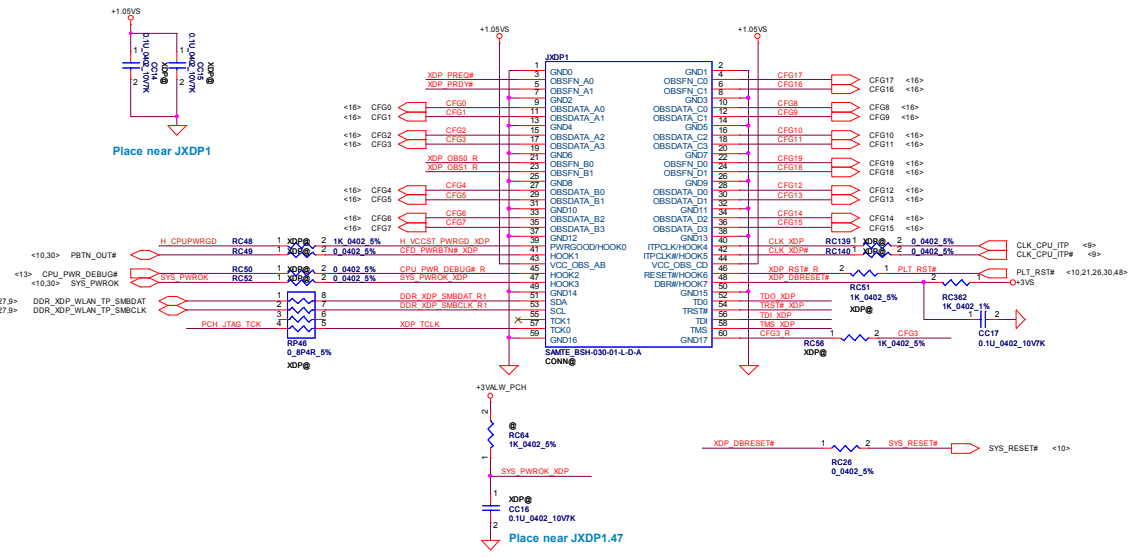 +1.05VS
0.1U_0402_10V7K
CC14
XDP@
0.1U_0402_10V7K
CC15
XDP@
1
2
1
2
Place near JXDP1
+1.05VS
+1.05VS
JXDP1
1 GND0 GND1 2
XDP_PREQ# 3 OBSFN_A0 OBSFN_C0 4 CFG17 CFG17 <16>
XDP_PRDY# 5 OBSFN_A1 OBSFN_C1 6 CFG16 CFG16 <16>
7 GND2 GND3 8
<16> CFG0 CFG0 9 OBSDATA_A0 OBSDATA_C0 10 CFG8 CFG8 <16>
<16> CFG1 CFG1 11 OBSDATA_A1 OBSDATA_C1 12 CFG9 CFG9 <16>
13 GND4 GND5 14
<16> CFG2 CFG2 15 OBSDATA_A2 OBSDATA_C2 16 CFG10 CFG10 <16>
<16> CFG3 CFG3 17 OBSDATA_A3 OBSDATA_C3 18 CFG11 CFG11 <16>
19 GND6 GND7 20
XDP_OBS0_R 21 OBSFN_B0 OBSFN_D0 22 CFG19 CFG19 <16>
XDP_OBS1_R 23 OBSFN_B1 OBSFN_D1 24 CFG18 CFG18 <16>
25 GND8 GND9 26
<16> CFG4 CFG4 27 OBSDATA_B0 OBSDATA_D0 28 CFG12 CFG12 <16>
<16> CFG5 CFG5 29 OBSDATA_B1 OBSDATA_D1 30 CFG13 CFG13 <16>
31 GND10 GND11 32
<16> CFG6 CFG6 33 OBSDATA_B2 OBSDATA_D2 34 CFG14 CFG14 <16>
<16> CFG7 CFG7 35 OBSDATA_B3 OBSDATA_D3 36 CFG15 CFG15 <16>
37 GND12 GND13 38
H_CPUPWRGD RC48 1 XDP@ 2 1K_0402_5% H_VCCST_PWRGD_XDP 39 PWRGOOD/HOOK0 ITPCLK/HOOK4 40 CLK_XDP RC139 1 XDP@ 2 0_0402_5% CLK_CPU_ITP <9>
<10,30> PBTN_OUT# RC49 1 XDP@ 2 0_0402_5% CFD_PWRBTN#_XDP 41 HOOK1 ITPCLK#/HOOK5 42 CLK_XDP# RC140 1 XDP@ 2 0_0402_5% CLK_CPU_ITP# <9>
43 VCC_OBS_AB VCC_OBS_CD 44
<13> CPU_PWR_DEBUG# RC50 1 XDP@ 2 0_0402_5% CPU_PWR_DEBUG#_R 45 HOOK2 RESET#/HOOK6 46 XDP_RST#_R 2 1 PLT_RST# PLT_RST# <10,21,26,30,48>
<10,30> SYS_PWROK SYS_PWROK RC52 1 XDP@ 2 0_0402_5% 47 HOOK3 DBR#/HOOK7 48 XDP_DBRESET# 2 1 +3VS
RC51
1K_0402_5%
XDP@
RC362
1K_0402_1%
49 GND14 GND15 50
27,9> DDR_XDP_WLAN_TP_SMBDAT 1 8 DDR_XDP_SMBDAT_R1 51 SDA TD0 52 TDO_XDP
27,9> DDR_XDP_WLAN_TP_SMBCLK 2 7 DDR_XDP_SMBCLK_R1 53 SCL TRST# 54 TRST#_XDP
3 6 55 TCK1 TDI 56 TDI_XDP
PCH_JTAG_TCK 4 5 XDP_TCLK 57 TCK0 TMS 58 TMS_XDP
59 GND16 GND17 60 CFG3_R 1 2 CFG3
RP46
0_8P4R_5%
XDP@
SAMTE_BSH-030-01-L-D-A
CONN@
RC56
XDP@
1K_0402_5%
1 2
CC17
0.1U_0402_10V7K
+3VALW_PCH
2
@
RC64
1K_0402_5%
1
SYS_PWROK_XDP
1
XDP@
CC16
0.1U_0402_10V7K
2
Place near JXDP1.47
XDP_DBRESET# 1 2 SYS_RESET# SYS_RESET# <10>
RC26
0_0402_5%